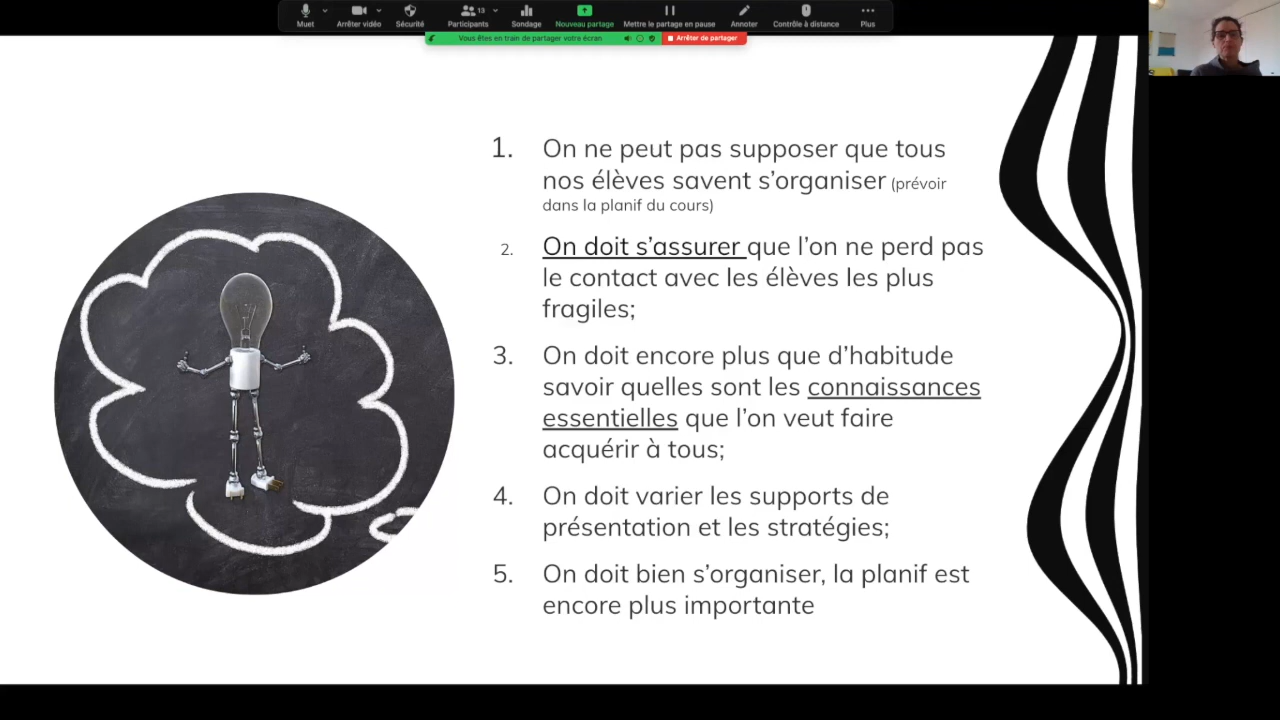 Muet
Arrêter vidéo
Sécurité
Participants
13
Sondage
Nouveau partage
Mettre le partage en pause
Annoter
Contrôle à distance
Plus
Vous êtes en train de partager votre écran
Arrêter de partager
1. On ne peut pas supposer que tous
nos élèves savent s’organiser (prévoir
dans la planif du cours)
2. On doit s’assurer que l’on ne perd pas
le contact avec les élèves les plus
fragiles;
3. On doit encore plus que d’habitude
savoir quelles sont les connaissances
essentielles que l’on veut faire
acquérir à tous;
4. On doit varier les supports de
présentation et les stratégies;
5. On doit bien s’organiser, la planif est
encore plus importante